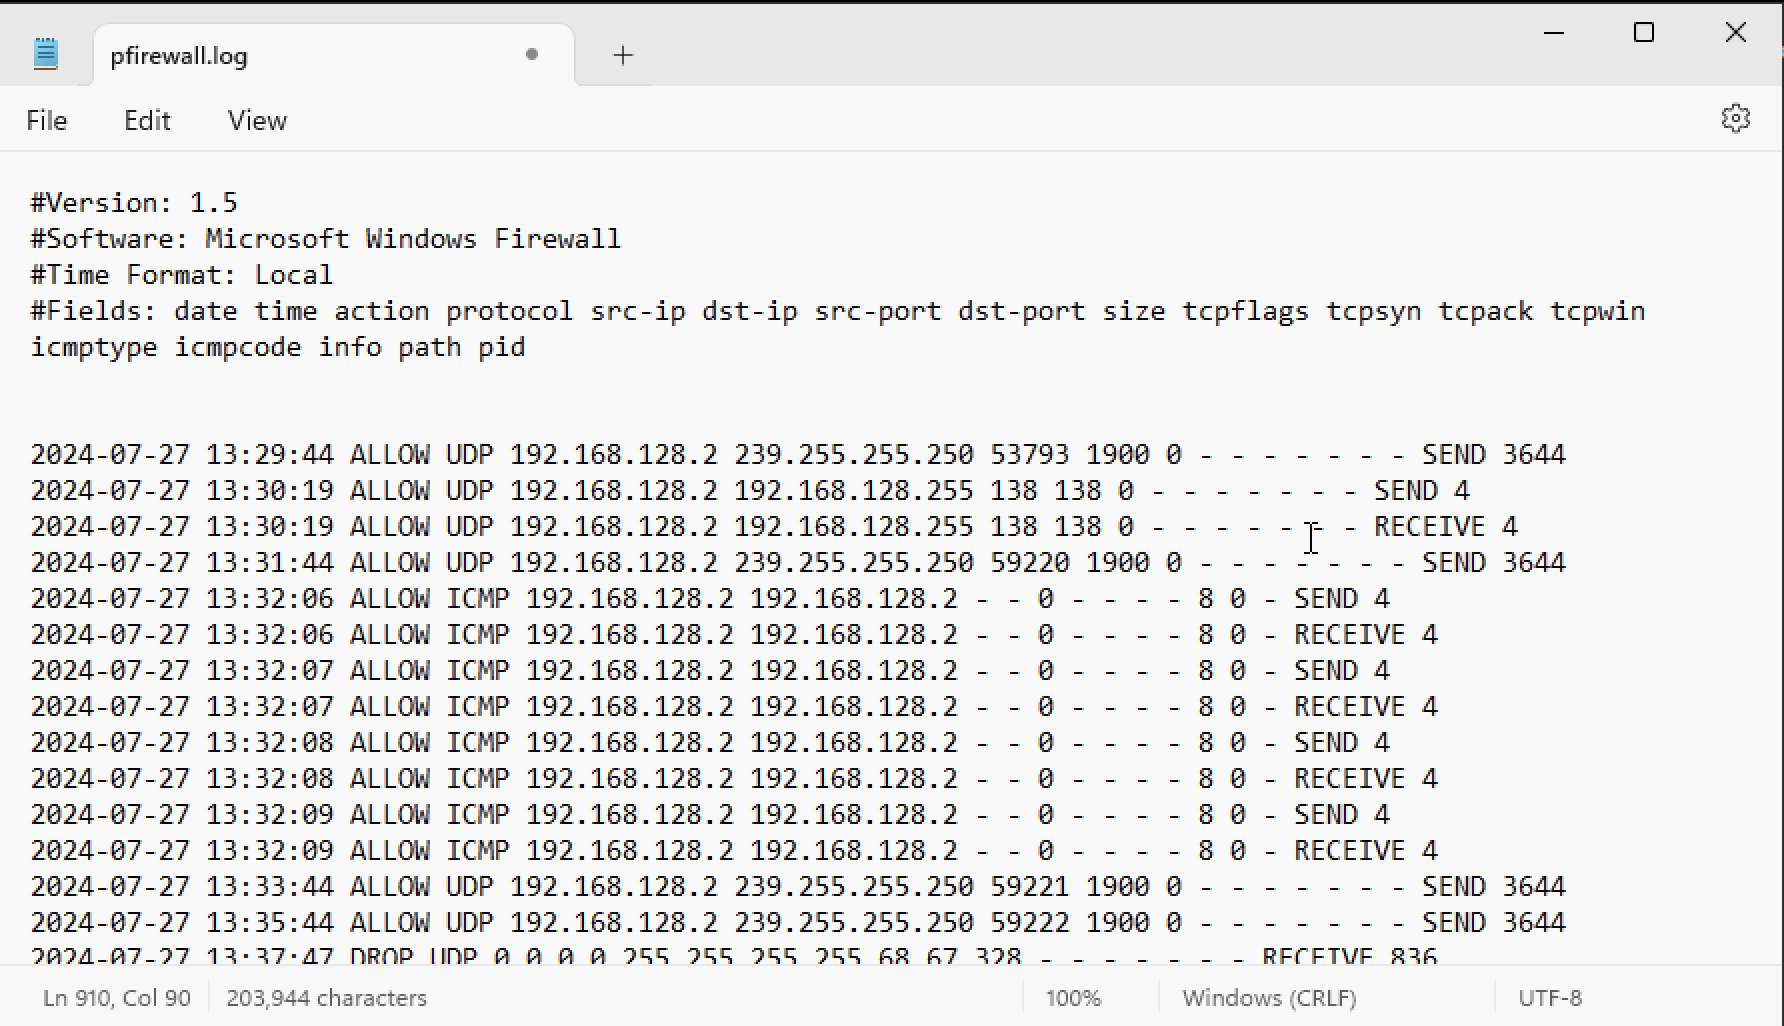 pfirewall.log
File Edit View
#Version: 1.5
#Software: Microsoft Windows Firewall
#Time Format: Local
#Fields: date time action protocol src-ip dst-ip src-port dst-port size tcpflags tcpsyn tcpack tcpwin
icmptype icmpcode info path pid
2024-07-27 13:29:44 ALLOW UDP 192.168.128.2 239.255.255.250 53793 1900 0 - - - - - - - SEND 3644
2024-07-27 13:30:19 ALLOW UDP 192.168.128.2 192.168.128.255 138 138 0 - - - - - - - SEND 4
2024-07-27 13:30:19 ALLOW UDP 192.168.128.2 192.168.128.255 138 138 0 - - - - - - - RECEIVE 4
2024-07-27 13:31:44 ALLOW UDP 192.168.128.2 239.255.255.250 59220 1900 0 - - - - - - - SEND 3644
2024-07-27 13:32:06 ALLOW ICMP 192.168.128.2 192.168.128.2 - - 0 - - - - 8 0 - SEND 4
2024-07-27 13:32:06 ALLOW ICMP 192.168.128.2 192.168.128.2 - - 0 - - - - 8 0 - RECEIVE 4
2024-07-27 13:32:07 ALLOW ICMP 192.168.128.2 192.168.128.2 - - 0 - - - - 8 0 - SEND 4
2024-07-27 13:32:07 ALLOW ICMP 192.168.128.2 192.168.128.2 - - 0 - - - - 8 0 - RECEIVE 4
2024-07-27 13:32:08 ALLOW ICMP 192.168.128.2 192.168.128.2 - - 0 - - - - 8 0 - SEND 4
2024-07-27 13:32:08 ALLOW ICMP 192.168.128.2 192.168.128.2 - - 0 - - - - 8 0 - RECEIVE 4
2024-07-27 13:32:09 ALLOW ICMP 192.168.128.2 192.168.128.2 - - 0 - - - - 8 0 - SEND 4
2024-07-27 13:32:09 ALLOW ICMP 192.168.128.2 192.168.128.2 - - 0 - - - - 8 0 - RECEIVE 4
2024-07-27 13:33:44 ALLOW UDP 192.168.128.2 239.255.255.250 59221 1900 0 - - - - - - - SEND 3644
2024-07-27 13:35:44 ALLOW UDP 192.168.128.2 239.255.255.250 59222 1900 0 - - - - - - - SEND 3644
2024-07-27 13:37:47 DROP UDP 0.0.0.0 255.255.255.255 68 67 328 - - - - - - - RECEIVE 836
Ln 910, Col 90 203,944 characters 100% Windows (CRLF) UTF-8